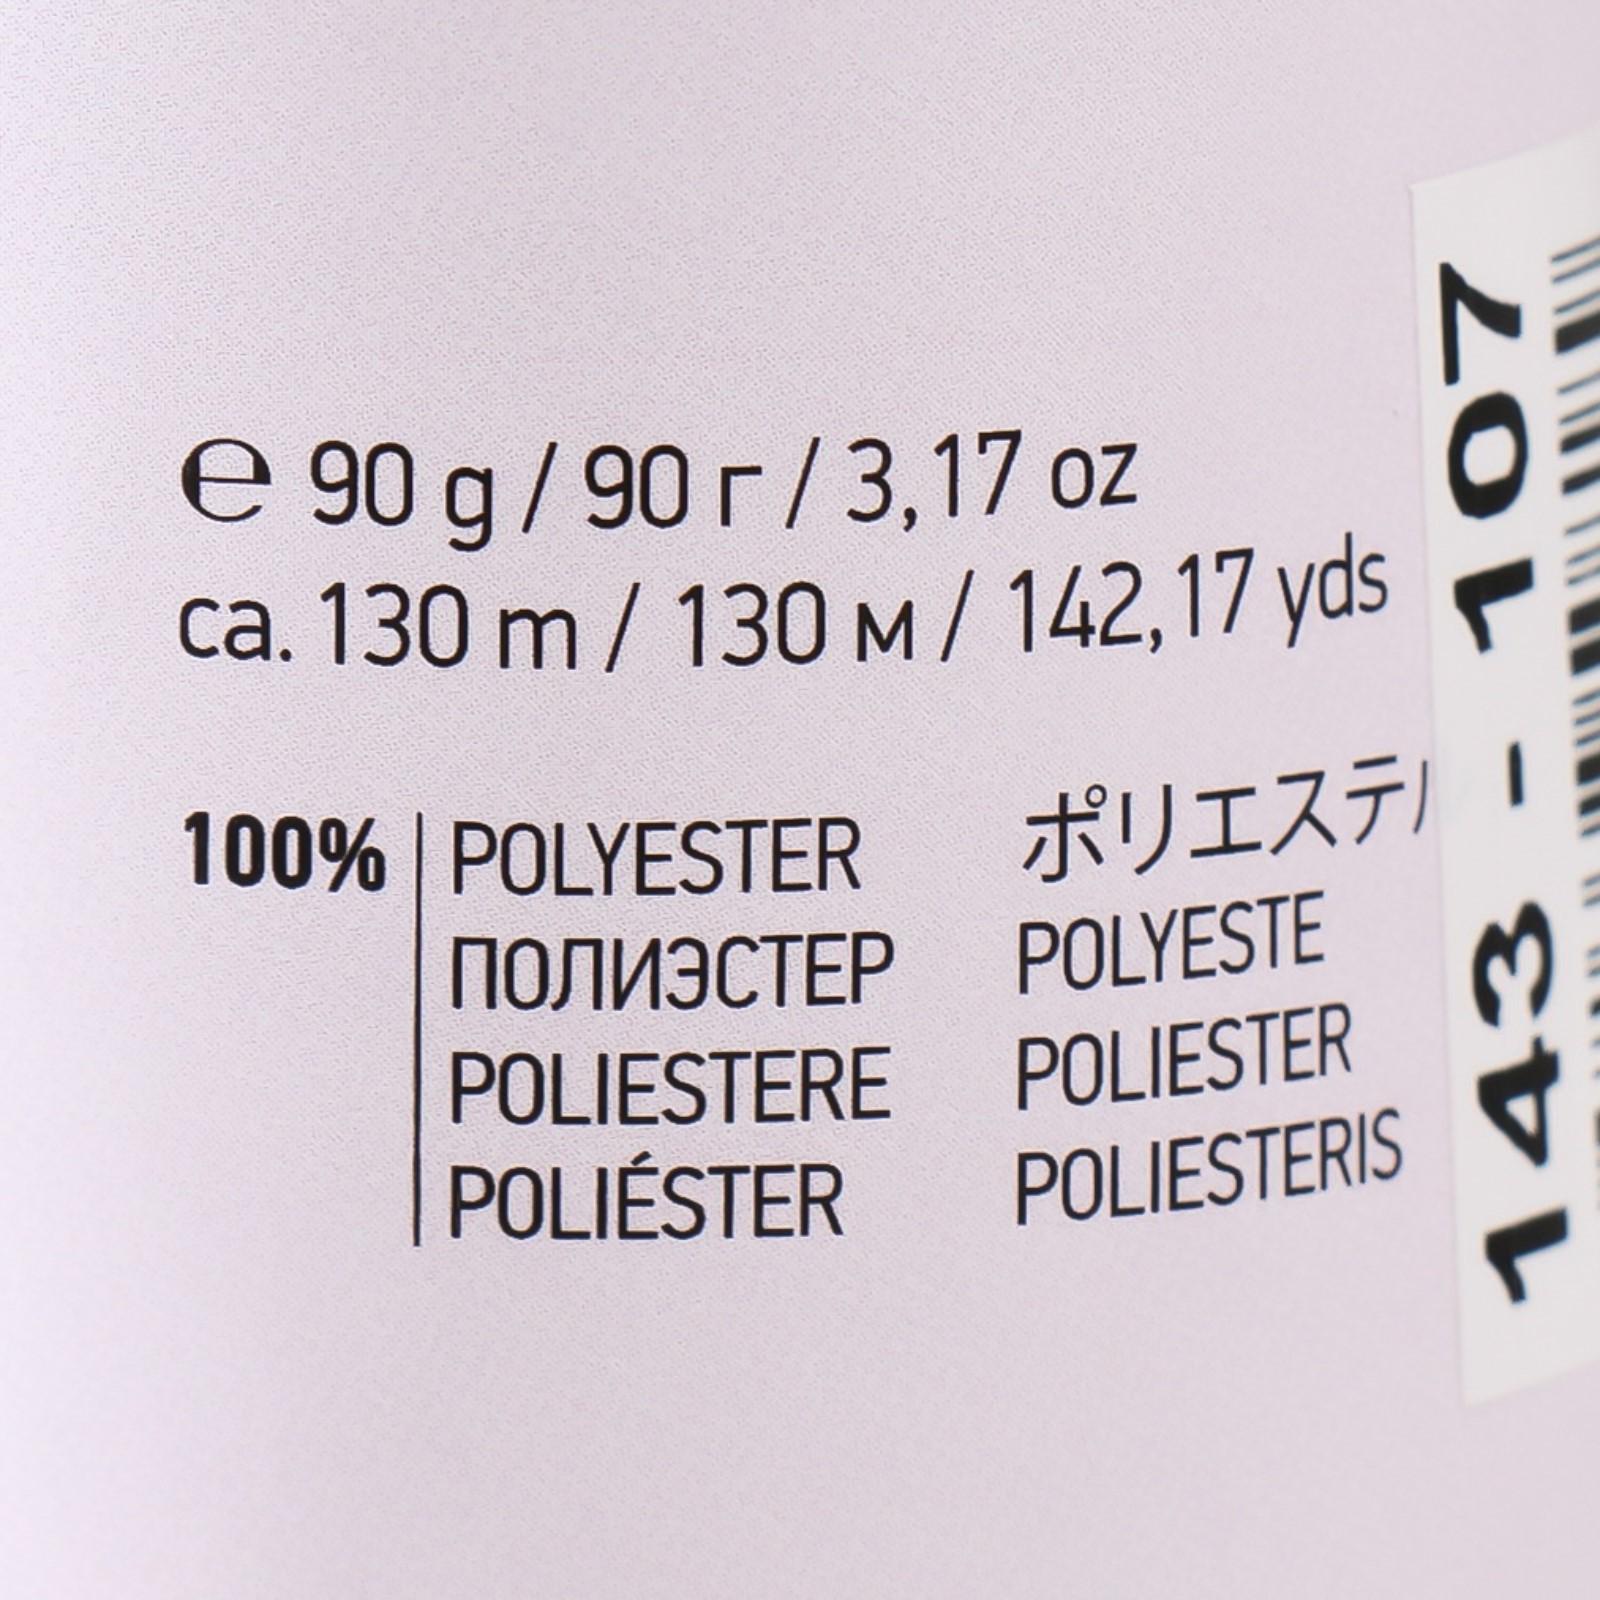 ℮ 90 g / 90 г / 3,17 oz
ca. 130 m / 130 м / 142,17 yds
100% POLYESTER
ПОЛИЭСТЕР
POLIESTERE
POLIÉSTER
ポリエステル
POLYESTE
POLIESTER
POLIESTERIS
143 - 107